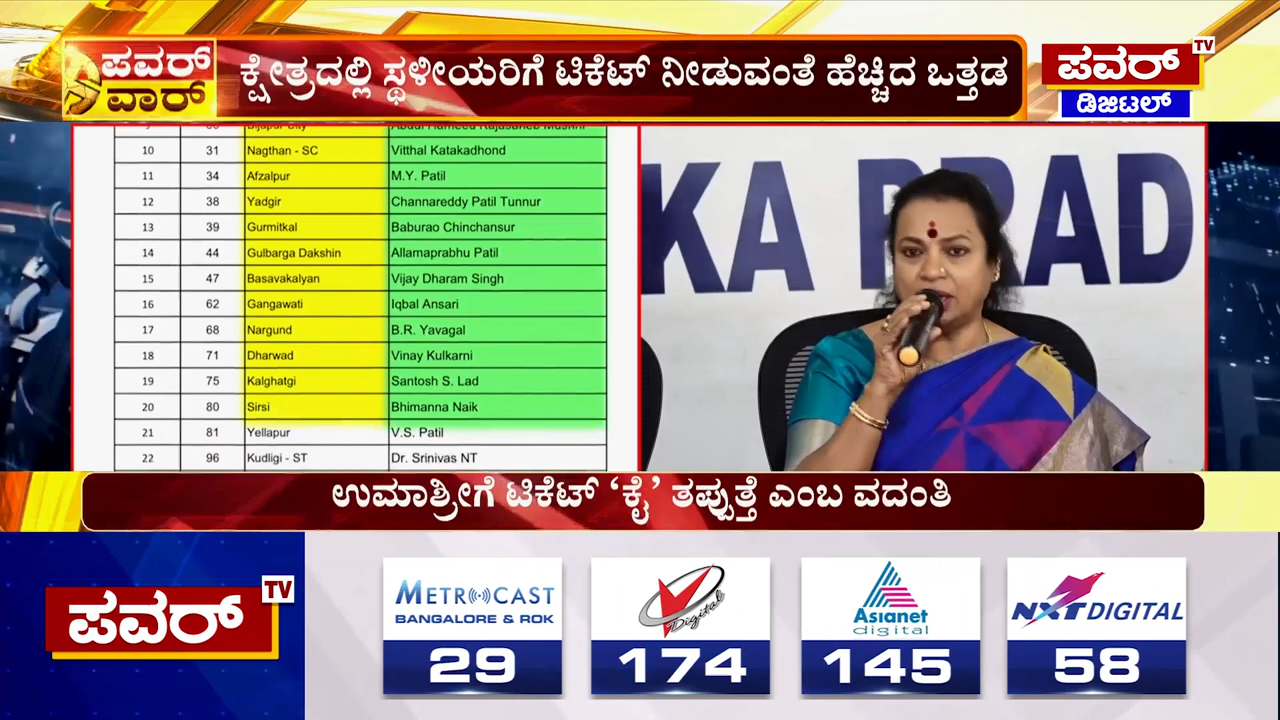 ಪವರ್
ವಾರ್
ಕ್ಷೇತ್ರದಲ್ಲಿ ಸ್ಥಳೀಯರಿಗೆ ಟಿಕೆಟ್ ನೀಡುವಂತೆ ಹೆಚ್ಚಿದ ಒತ್ತಡ
ಪವರ್ TV
ಡಿಜಿಟಲ್
10 31 Nagthan - SC Vitthal Katakadhond
11 34 Afzalpur M.Y. Patil
12 38 Yadgir Channareddy Patil Tunnur
13 39 Gurmitkal Baburao Chinchansur
14 44 Gulbarga Dakshin Allamaprabhu Patil
15 47 Basavakalyan Vijay Dharam Singh
16 62 Gangawati Iqbal Ansari
17 68 Nargund B.R. Yavagal
18 71 Dharwad Vinay Kulkarni
19 75 Kalghatgi Santosh S. Lad
20 80 Sirsi Bhimanna Naik
21 81 Yellapur V.S. Patil
22 96 Kudligi - ST Dr. Srinivas NT
KA PRAD
ಉಮಾಶ್ರೀಗೆ ಟಿಕೆಟ್ ‘ಕೈ’ ತಪ್ಪುತ್ತೆ ಎಂಬ ವದಂತಿ
ಪವರ್ TV
METROCAST
BANGALORE & ROK
29
Digital
174
Asianet
digital
145
NXTDIGITAL
58